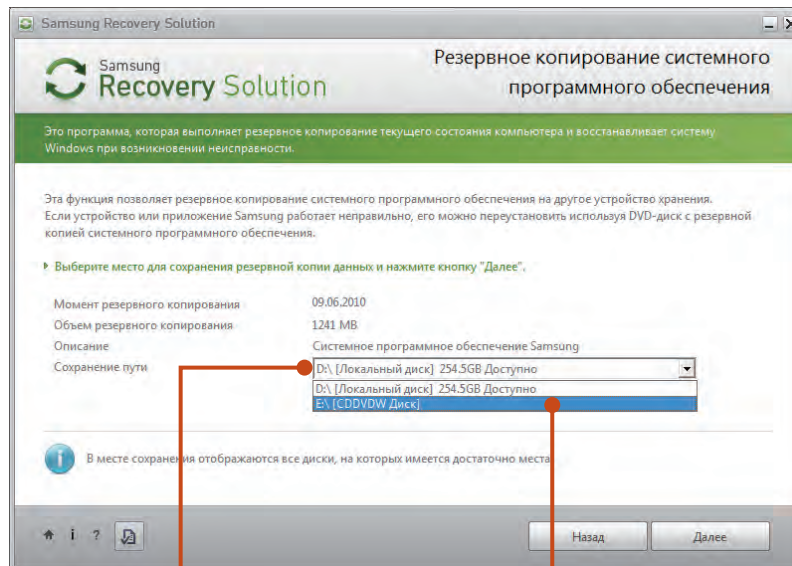 Samsung Recovery Solution
Samsung
Recovery Solution
Резервное копирование системного
программного обеспечения
Это программа, которая выполняет резервное копирование текущего состояния компьютера и восстанавливает систему
Windows при возникновении неисправности.
Эта функция позволяет резервное копирование системного программного обеспечения на другое устройство хранения.
Если устройство или приложение Samsung работает неправильно, его можно переустановить используя DVD-диск с резервной
копией системного программного обеспечения.
Выберите место для сохранения резервной копии данных и нажмите кнопку "Далее".
Момент резервного копирования 09.06.2010
Объем резервного копирования 1241 MB
Описание Системное программное обеспечение Samsung
Сохранение пути D:\ [Локальный диск] 254.5GB Доступно
D:\ [Локальный диск] 254.5GB Доступно
E:\ [CDDVDW Диск]
В месте сохранения отображаются все диски, на которых имеется достаточно места
Назад Далее